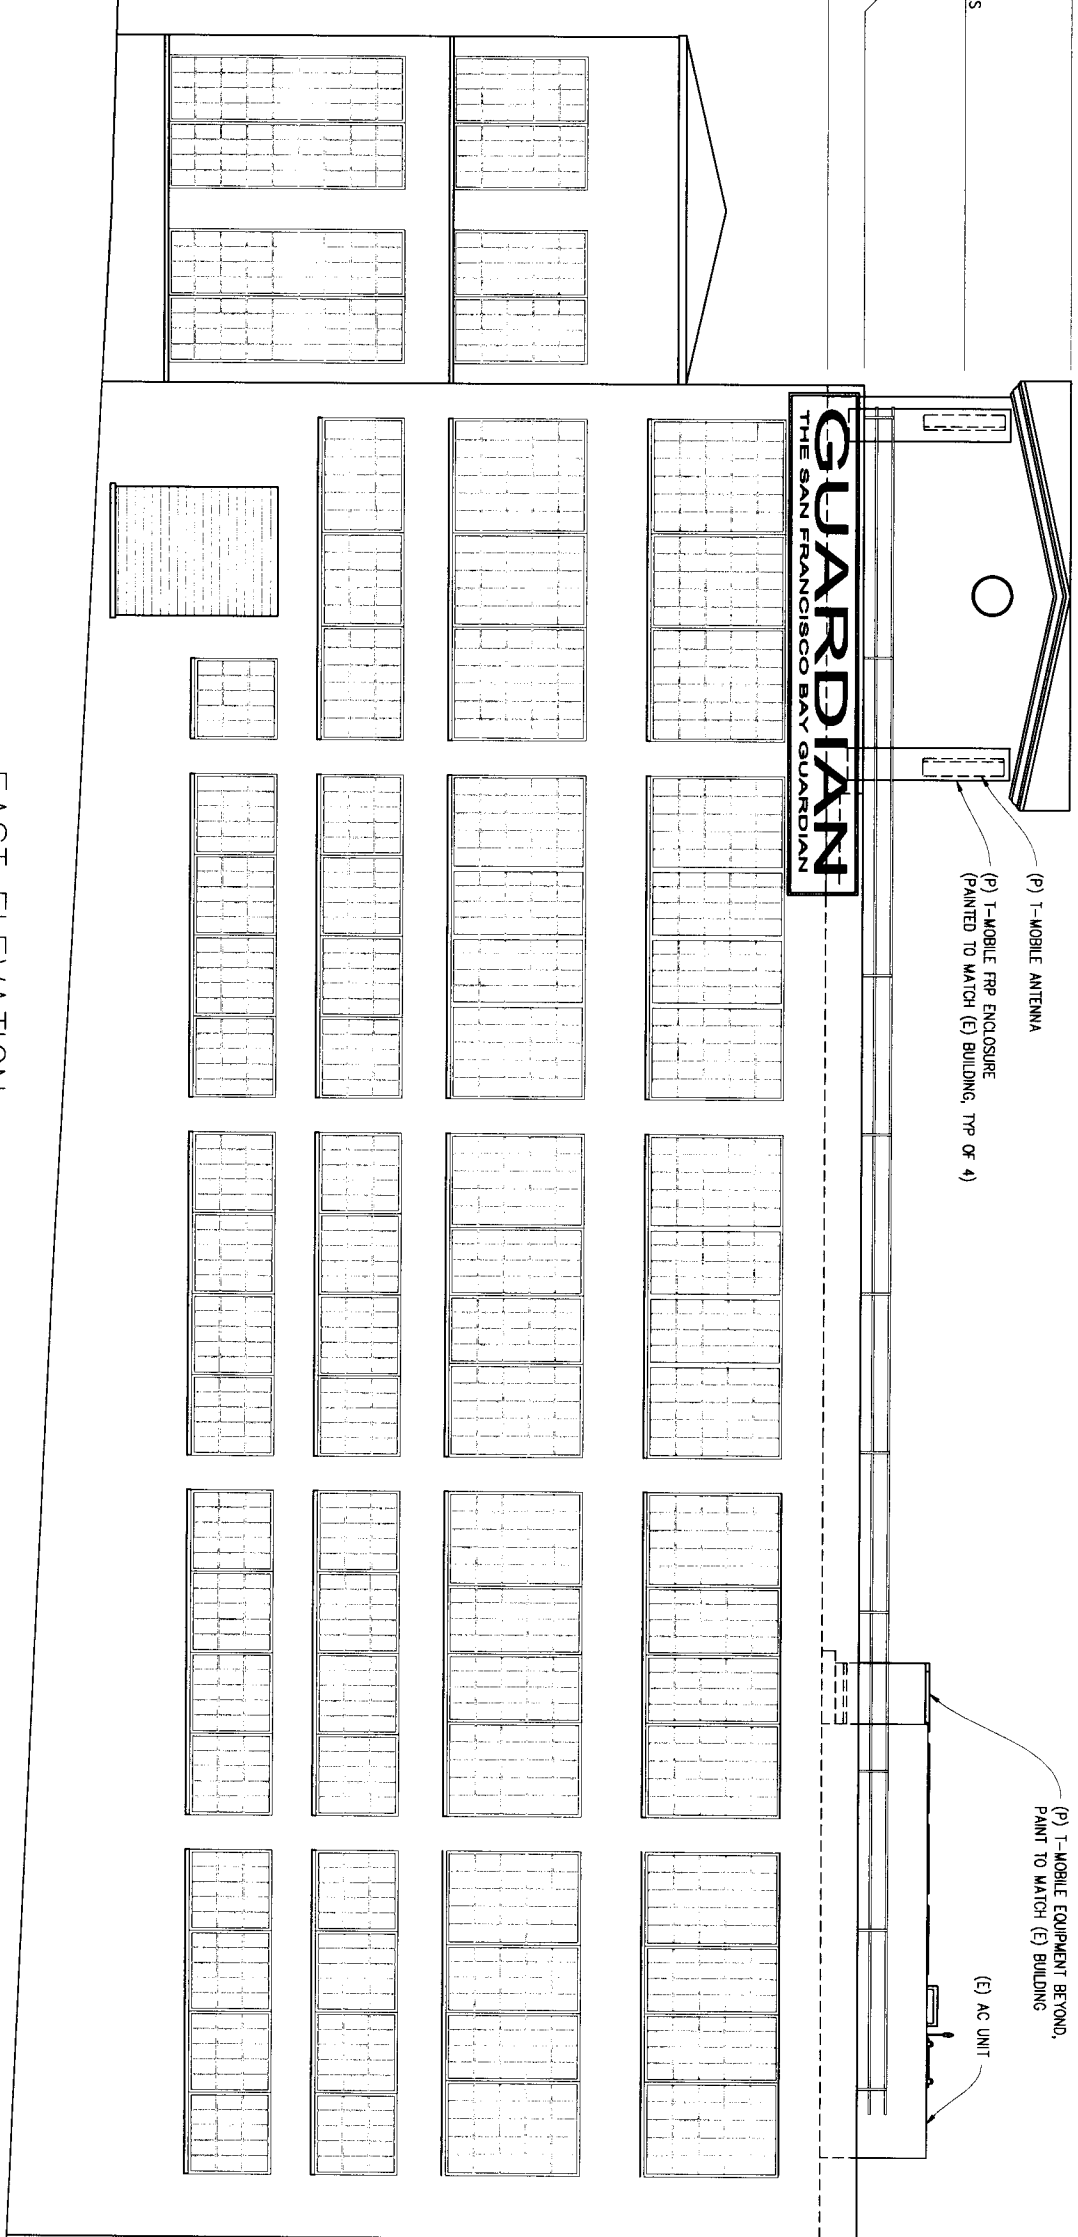 S
(P) T-MOBILE ANTENNA
(P) T-MOBILE FRP ENCLOSURE
(PAINTED TO MATCH (E) BUILDING, TYP OF 4)
(P) T-MOBILE EQUIPMENT BEYOND,
PAINT TO MATCH (E) BUILDING
(E) AC UNIT
GUARDIAN
THE SAN FRANCISCO BAY GUARDIAN
EAST ELEVATION